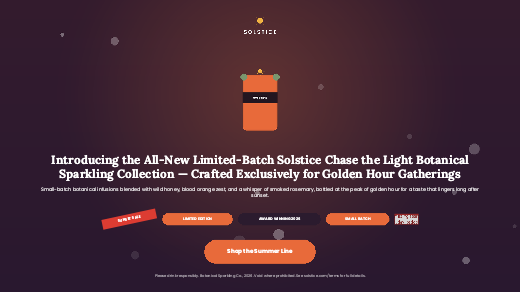 SOLSTICE
Introducing the All-New Limited-Batch Solstice Chase the Light Botanical
Sparkling Collection — Crafted Exclusively for Golden Hour Gatherings
Small-batch botanical infusions blended with wild honey, blood orange zest, and a whisper of smoked rosemary, bottled at the peak of golden hour for a taste that lingers long after
sunset.
LIMITED EDITION
AWARD WINNING 2025
SMALL BATCH
Shop the Summer Line